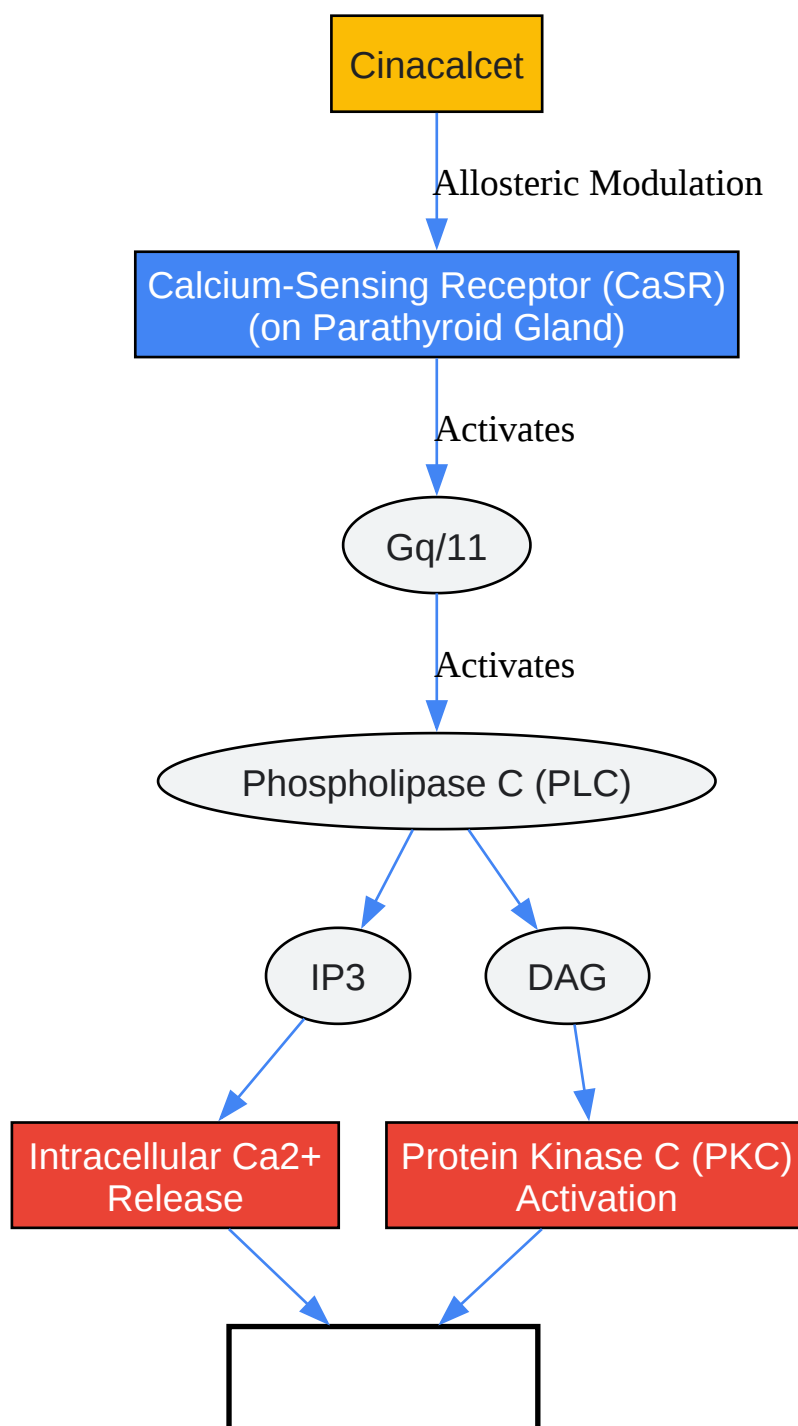 Cinacalcet
Allosteric Modulation
Calcium-Sensing Receptor (CaSR)
(on Parathyroid Gland)
Activates
Gq/11
Activates
Phospholipase C (PLC)
IP3
DAG
Intracellular Ca2+
Release
Protein Kinase C (PKC)
Activation